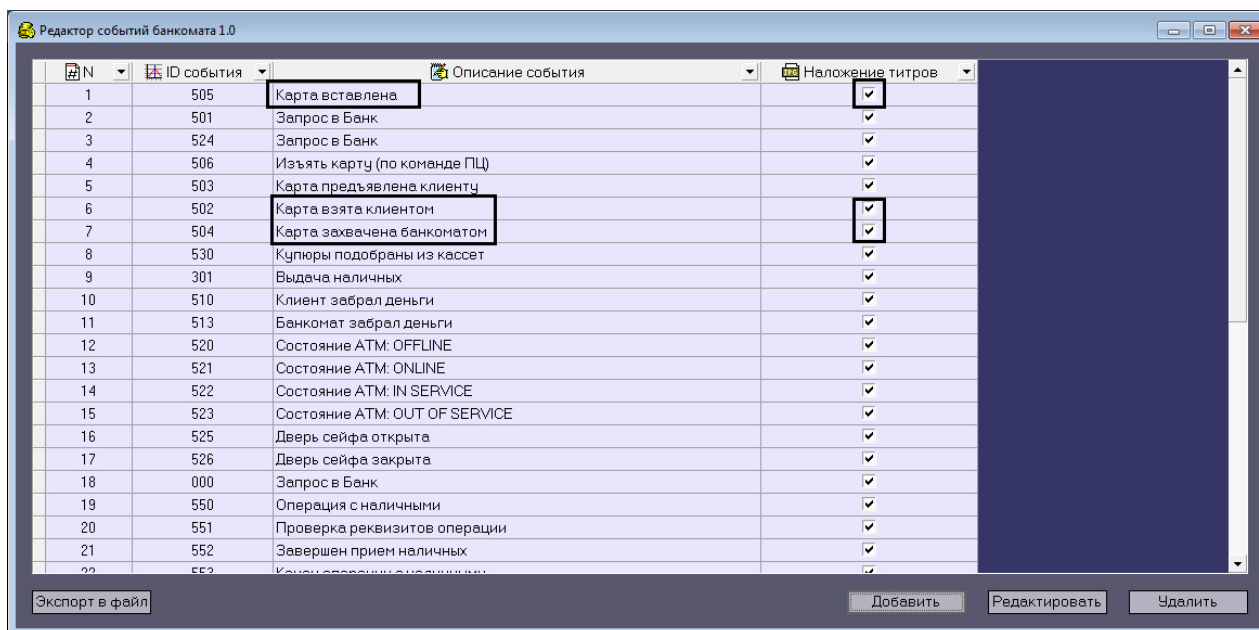 Редактор событий банкомата 1.0
N ID события Описание события Наложение титров
1 505 Карта вставлена
2 501 Запрос в Банк
3 524 Запрос в Банк
4 506 Изъять карту (по команде ПЦ)
5 503 Карта предъявлена клиенту
6 502 Карта взята клиентом
7 504 Карта захвачена банкоматом
8 530 Купюры подобраны из кассет
9 301 Выдача наличных
10 510 Клиент забрал деньги
11 513 Банкомат забрал деньги
12 520 Состояние ATM: OFFLINE
13 521 Состояние ATM: ONLINE
14 522 Состояние ATM: IN SERVICE
15 523 Состояние ATM: OUT OF SERVICE
16 525 Дверь сейфа открыта
17 526 Дверь сейфа закрыта
18 000 Запрос в Банк
19 550 Операция с наличными
20 551 Проверка реквизитов операции
21 552 Завершен прием наличных
22 553 Конец операции с наличными
Экспорт в файл Добавить Редактировать Удалить